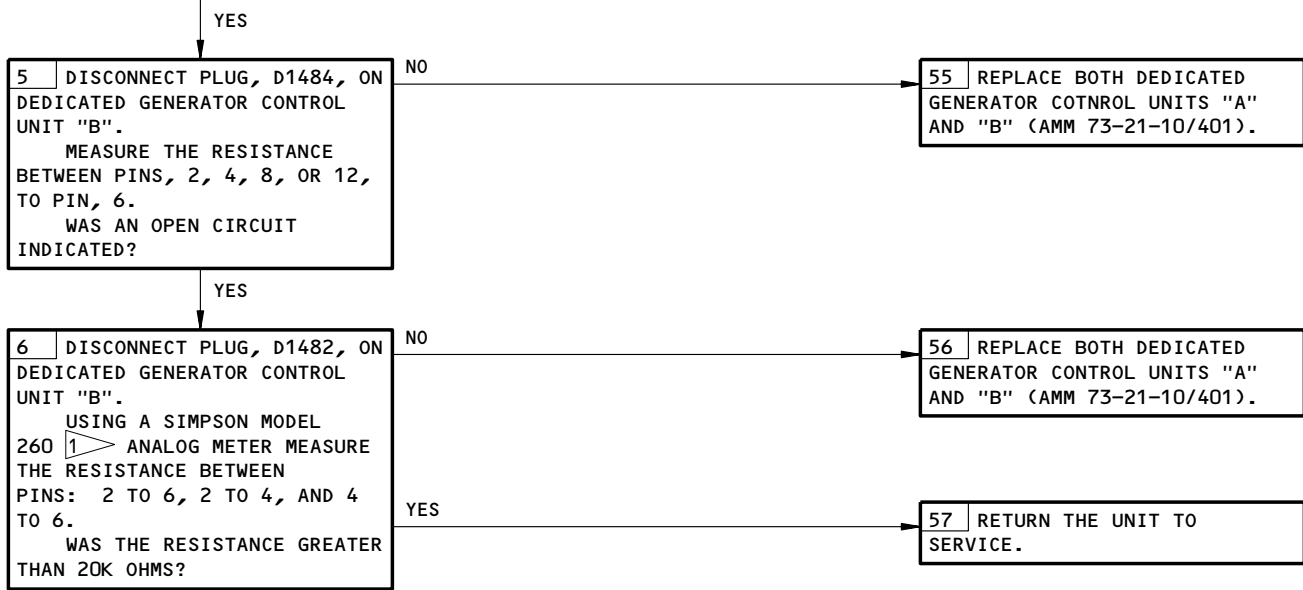 YES
5 DISCONNECT PLUG, D1484, ON
DEDICATED GENERATOR CONTROL
UNIT "B".
MEASURE THE RESISTANCE
BETWEEN PINS, 2, 4, 8, OR 12,
TO PIN, 6.
WAS AN OPEN CIRCUIT
INDICATED?
NO
55 REPLACE BOTH DEDICATED
GENERATOR COTNROL UNITS "A"
AND "B" (AMM 73-21-10/401).
YES
6 DISCONNECT PLUG, D1482, ON
DEDICATED GENERATOR CONTROL
UNIT "B".
USING A SIMPSON MODEL
260 1 ANALOG METER MEASURE
THE RESISTANCE BETWEEN
PINS: 2 TO 6, 2 TO 4, AND 4
TO 6.
WAS THE RESISTANCE GREATER
THAN 20K OHMS?
NO
56 REPLACE BOTH DEDICATED
GENERATOR CONTROL UNITS "A"
AND "B" (AMM 73-21-10/401).
YES
57 RETURN THE UNIT TO
SERVICE.